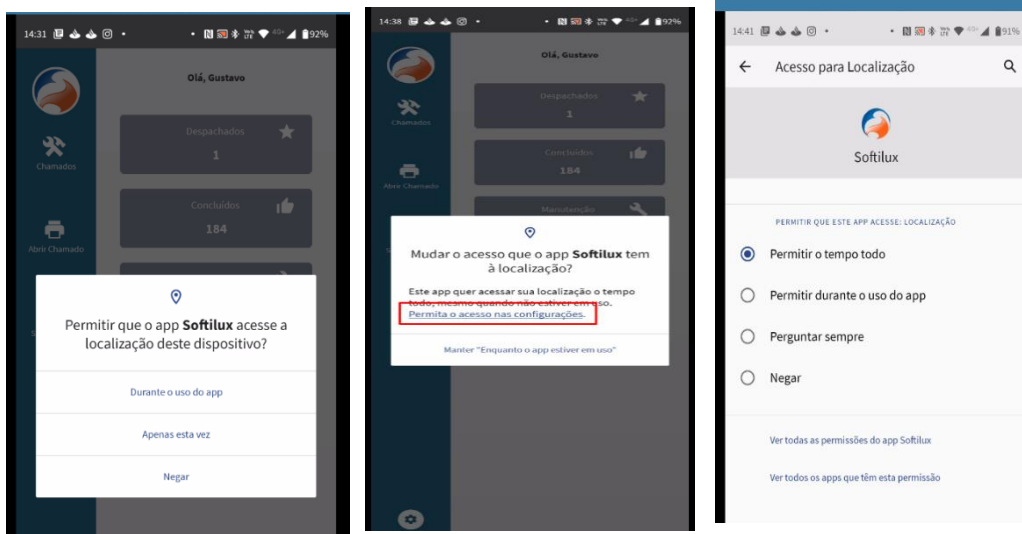 14:31
92%
Olá, Gustavo
Despachados
1
Chamados
Concluídos
184
Abrir Chamado
Permitir que o app Softilux acesse a
localização deste dispositivo?
Durante o uso do app
Apenas esta vez
Negar
14:38
92%
Olá, Gustavo
Despachados
1
Chamados
Concluídos
184
Abrir Chamado
Manutenção
Mudar o acesso que o app Softilux tem
à localização?
Este app quer acessar sua localização o tempo
todo, mesmo quando não estiver em uso.
Permita o acesso nas configurações.
Manter "Enquanto o app estiver em uso"
14:41
91%
Acesso para Localização
Softilux
PERMITIR QUE ESTE APP ACESSE: LOCALIZAÇÃO
Permitir o tempo todo
Permitir durante o uso do app
Perguntar sempre
Negar
Ver todas as permissões do app Softilux
Ver todos os apps que têm esta permissão